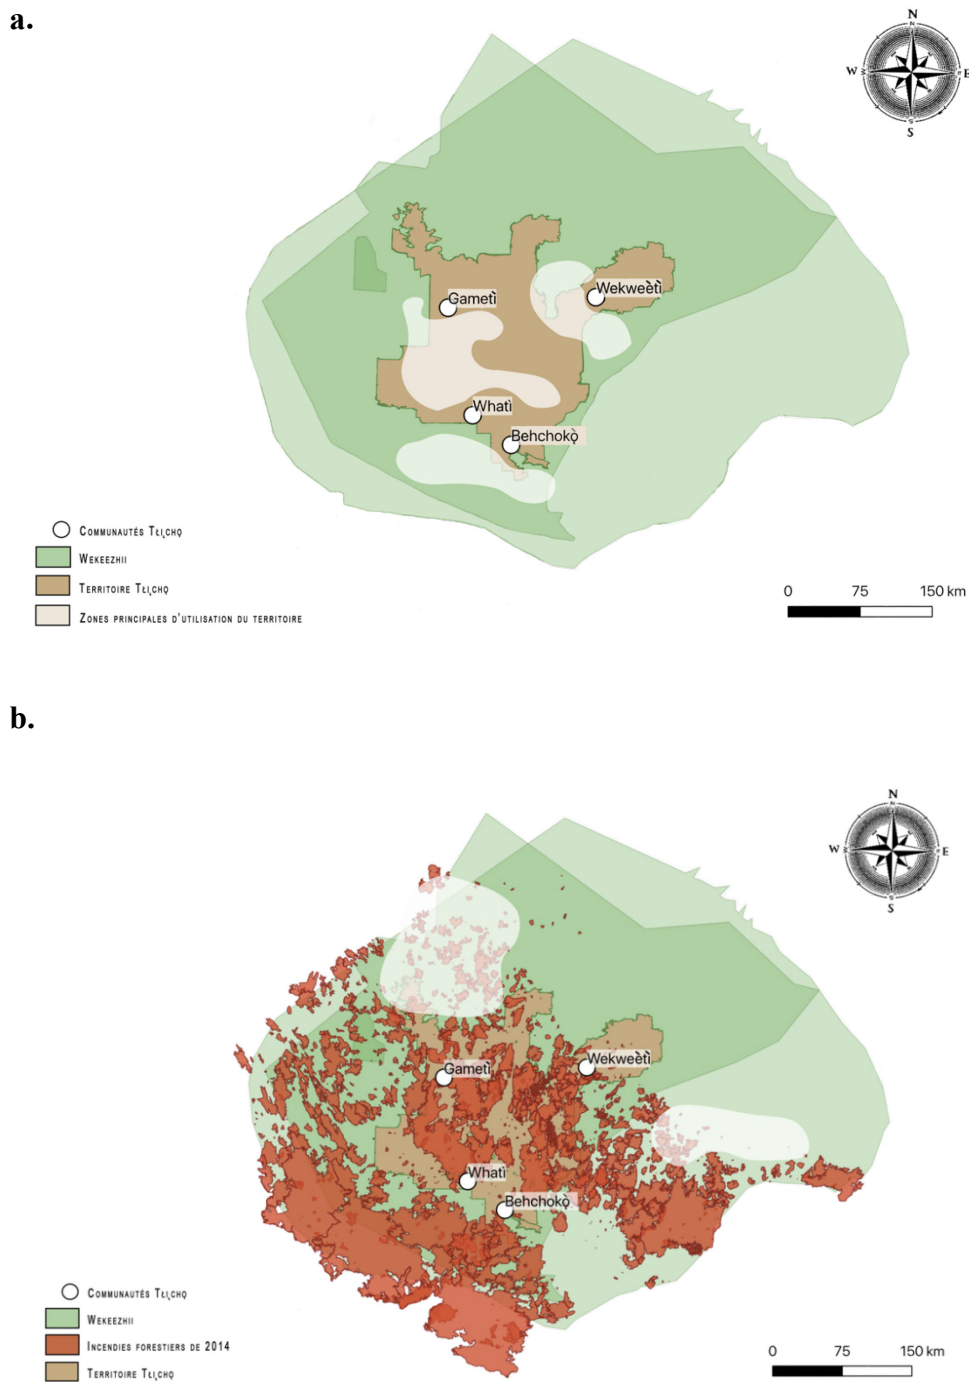 a.
N
N
W
E
S
S
Gametì
Wekweètì
Whatì
Behchokǫ̀
Communautés Tłı̨chǫ
Wekeezhii
Territoire Tłı̨chǫ
Zones principales d'utilisation du territoire
0 75 150 km
b.
N
N
W
E
S
S
Wekweètì
Gametì
Whatì
Behchokǫ̀
Communautés Tłı̨chǫ
Wekeezhii
Incendies forestiers de 2014
Territoire Tłı̨chǫ
0 75 150 km